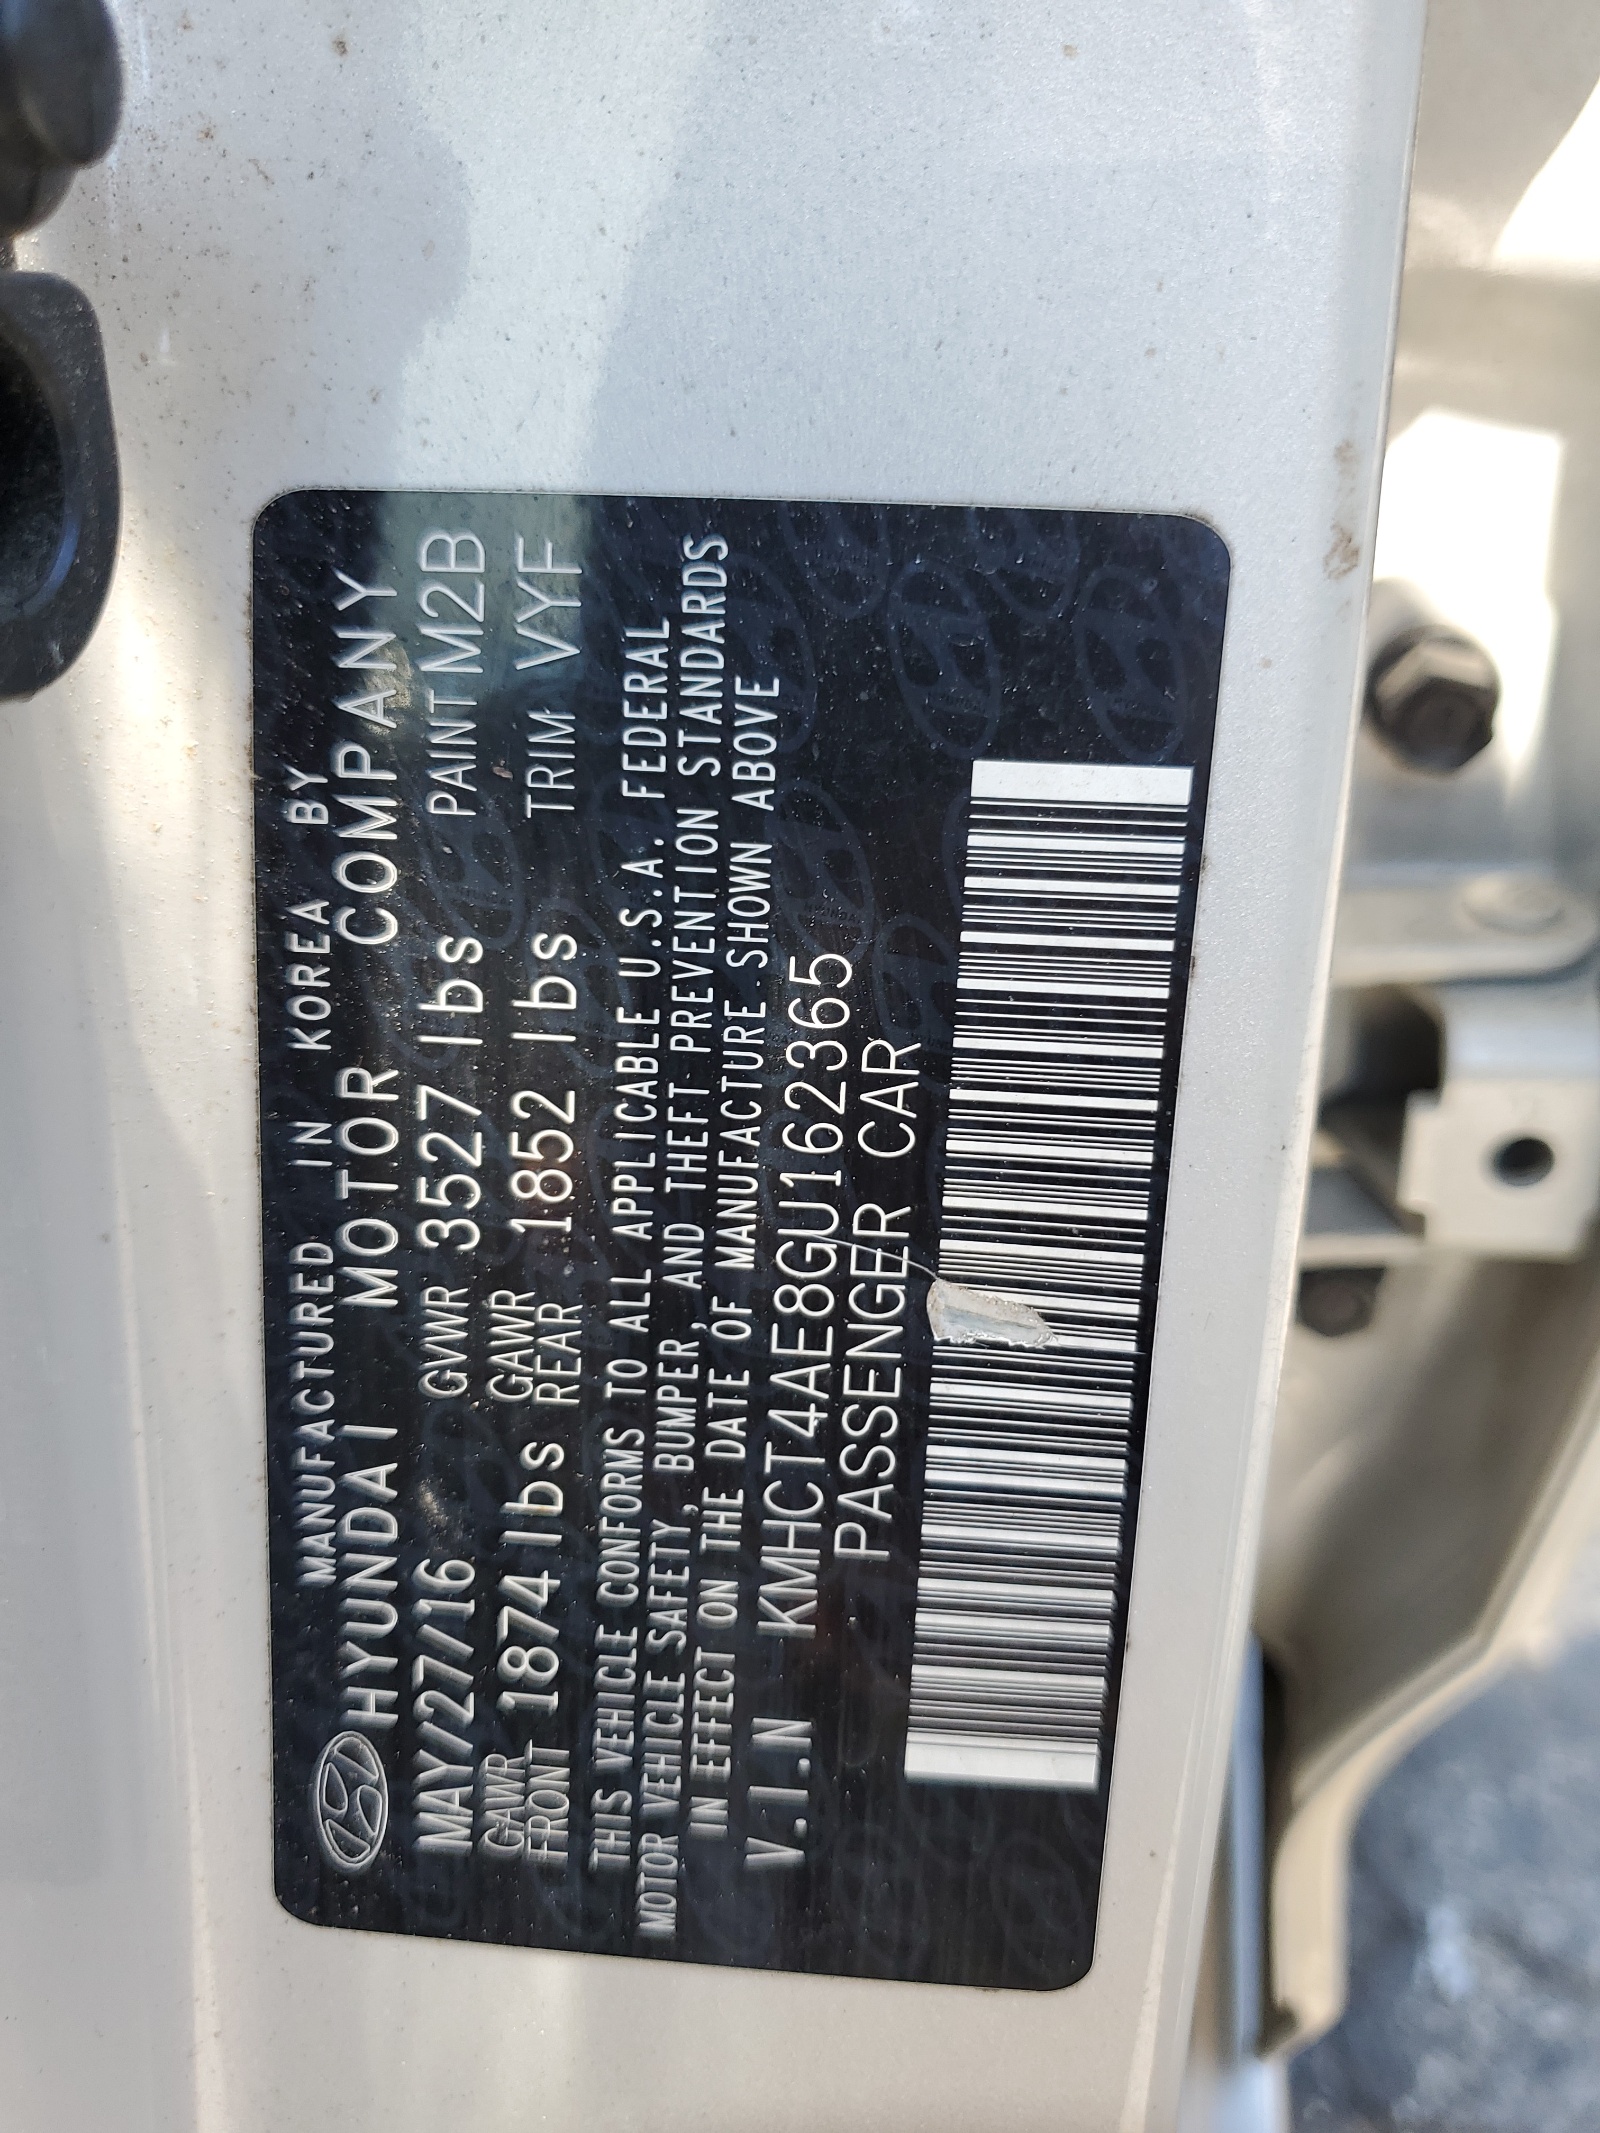 MANUFACTURED IN KOREA BY
HYUNDAI MOTOR COMPANY
MAY/27/16 GVWR 3527 lbs PAINT M2B
GAWR FRONT 1874 lbs GAWR REAR 1852 lbs TRIM VYF
THIS VEHICLE CONFORMS TO ALL APPLICABLE U.S.A. FEDERAL
MOTOR VEHICLE SAFETY, BUMPER, AND THEFT PREVENTION STANDARDS
IN EFFECT ON THE DATE OF MANUFACTURE SHOWN ABOVE
V.I.N KMHCT4AE8GU162365
PASSENGER CAR